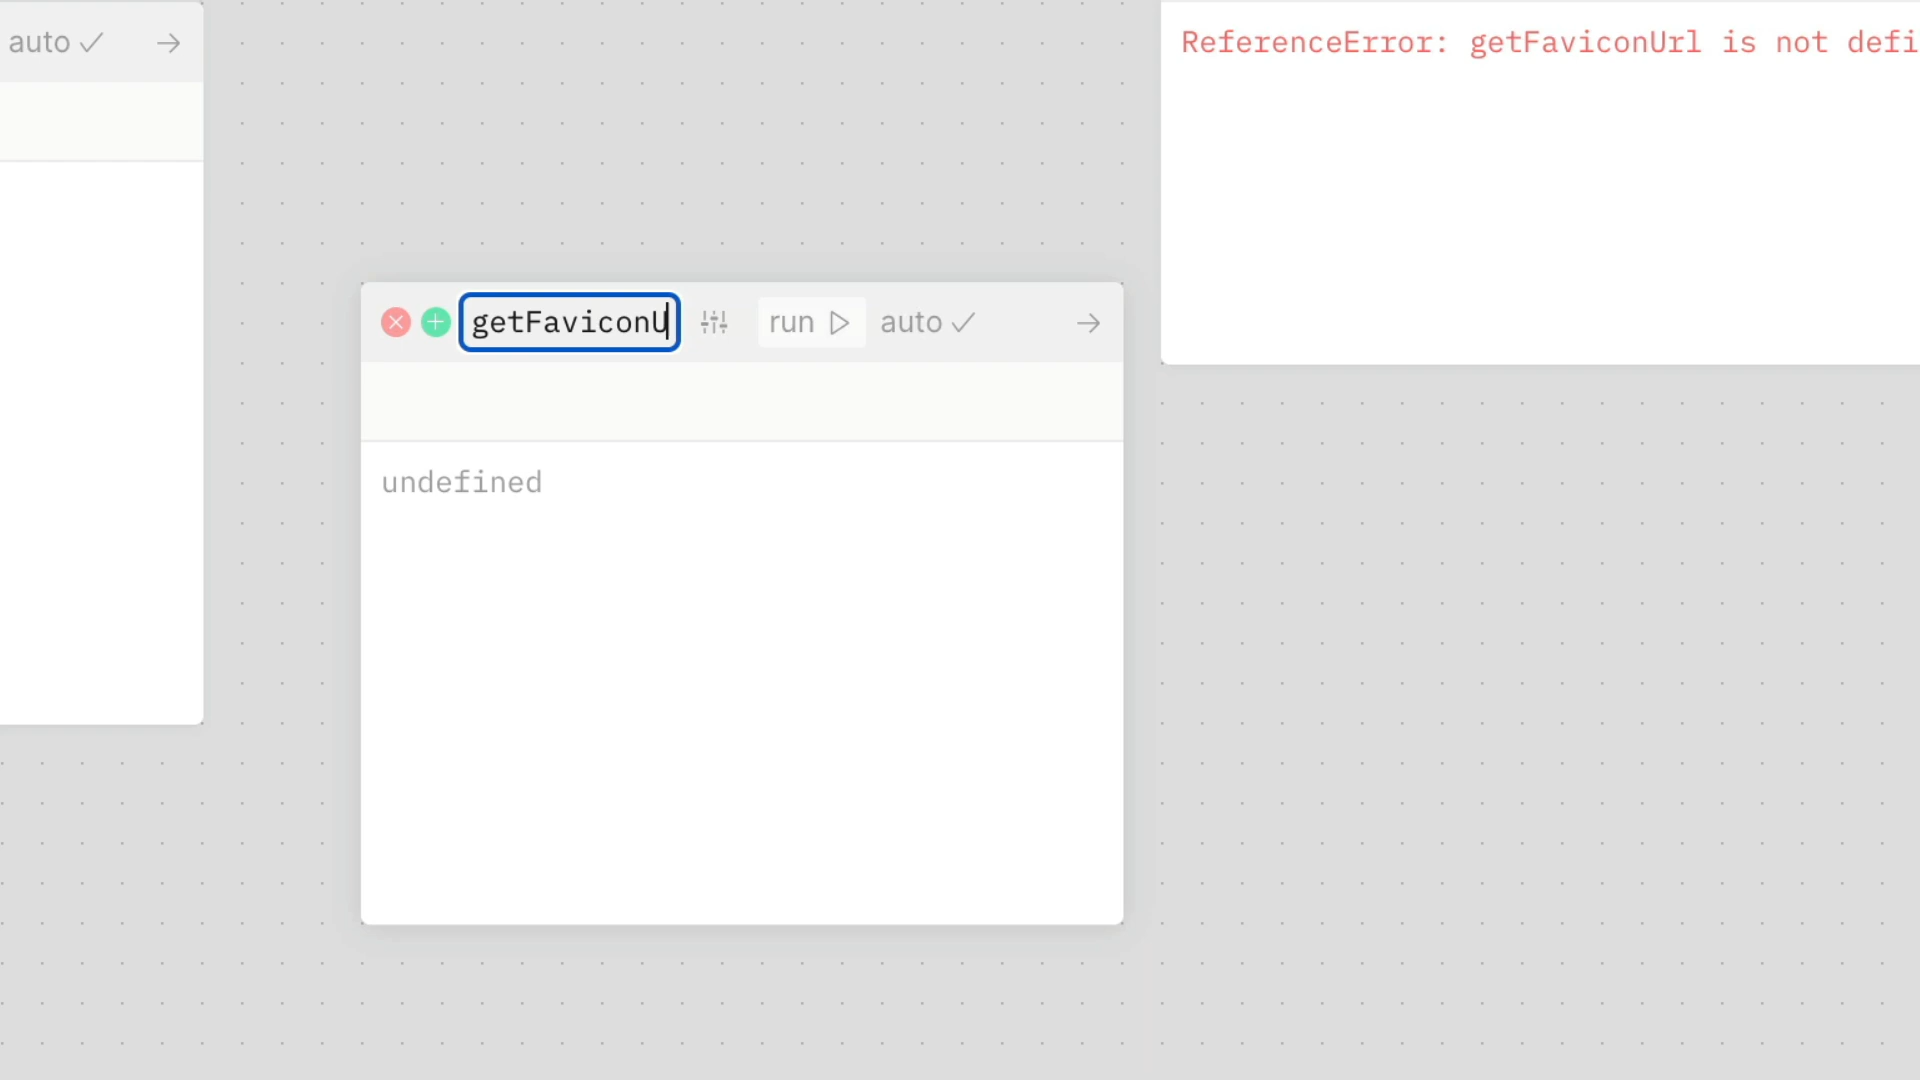 auto
ReferenceError: getFaviconUrl is not defi
getFaviconU
run
auto
undefined